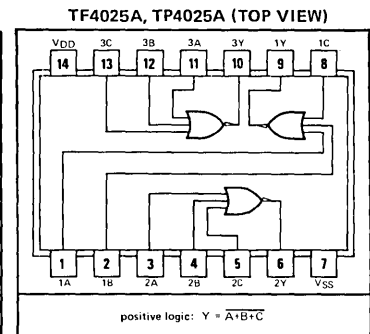 TF4025A, TP4025A (TOP VIEW)
VDD 3C 3B 3A 3Y 1Y 1C
14 13 12 11 10 9 8
1 2 3 4 5 6 7
1A 1B 2A 2B 2C 2Y VSS
positive logic: Y = \overline{A+B+C}